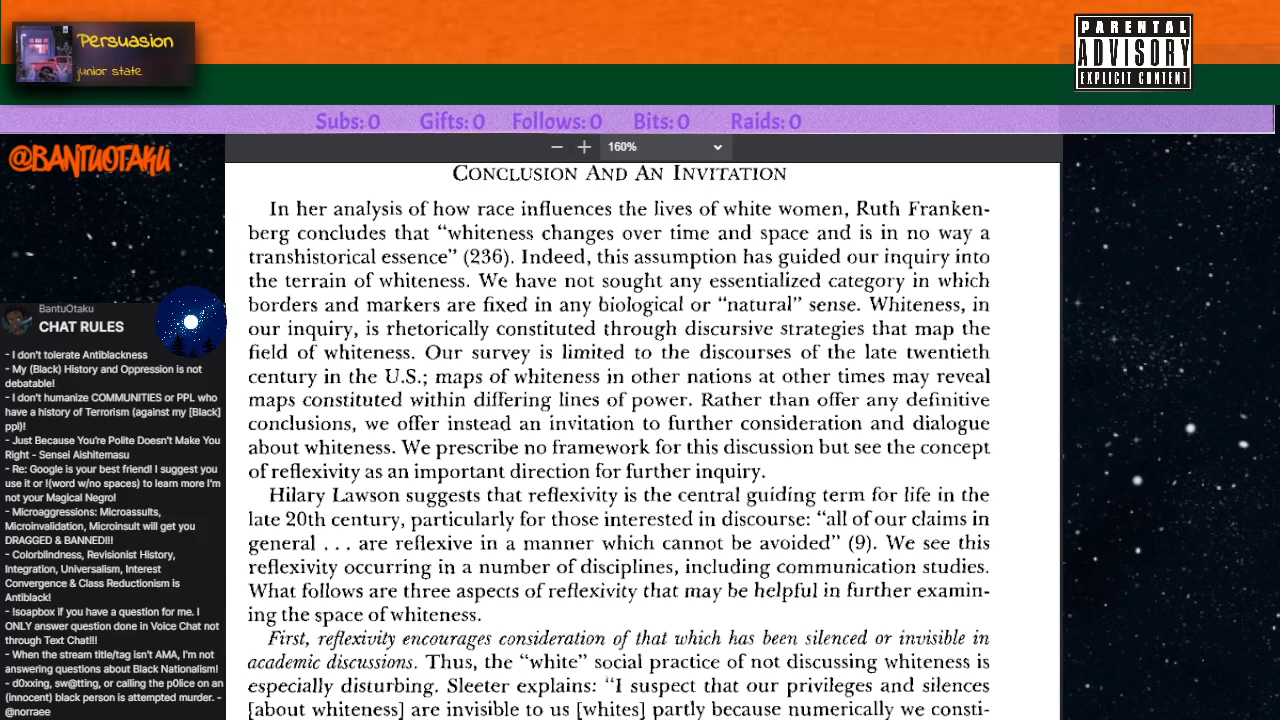 Persuasion
junior state
PARENTAL
ADVISORY
EXPLICIT CONTENT
Subs: 0 Gifts: 0 Follows: 0 Bits: 0 Raids: 0
@BANTUOTAKU
160%
CONCLUSION AND AN INVITATION
In her analysis of how race influences the lives of white women, Ruth Franken-
berg concludes that “whiteness changes over time and space and is in no way a
transhistorical essence” (236). Indeed, this assumption has guided our inquiry into
the terrain of whiteness. We have not sought any essentialized category in which
borders and markers are fixed in any biological or “natural” sense. Whiteness, in
our inquiry, is rhetorically constituted through discursive strategies that map the
field of whiteness. Our survey is limited to the discourses of the late twentieth
century in the U.S.; maps of whiteness in other nations at other times may reveal
maps constituted within differing lines of power. Rather than offer any definitive
conclusions, we offer instead an invitation to further consideration and dialogue
about whiteness. We prescribe no framework for this discussion but see the concept
of reflexivity as an important direction for further inquiry.
Hilary Lawson suggests that reflexivity is the central guiding term for life in the
late 20th century, particularly for those interested in discourse: “all of our claims in
general . . . are reflexive in a manner which cannot be avoided” (9). We see this
reflexivity occurring in a number of disciplines, including communication studies.
What follows are three aspects of reflexivity that may be helpful in further examin-
ing the space of whiteness.
First, reflexivity encourages consideration of that which has been silenced or invisible in
academic discussions. Thus, the “white” social practice of not discussing whiteness is
especially disturbing. Sleeter explains: “I suspect that our privileges and silences
[about whiteness] are invisible to us [whites] partly because numerically we consti-
BantuOtaku
CHAT RULES
- I don't tolerate Antiblackness
- My (Black) History and Oppression is not
debatable!
- I don't humanize COMMUNITIES or PPL who
have a history of Terrorism (against my [Black]
ppl)!
- Just Because You're Polite Doesn't Make You
Right - Sensei Aishitemasu
- Re: Google is your best friend! I suggest you
use it or !(word w/no spaces) to learn more I'm
not your Magical Negro!
- Microaggressions: Microassults,
Microinvalidation, Microinsult will get you
DRAGGED & BANNED!!!
- Colorblindness, Revisionist History,
Integration, Universalism, Interest
Convergence & Class Reductionism is
Antiblack!
- !soapbox if you have a question for me. I
ONLY answer question done in Voice Chat not
through Text Chat!!!
- When the stream title/tag isn't AMA, I'm not
answering questions about Black Nationalism!
- d0xxing, sw@tting, or calling the p0lice on an
(innocent) black person is attempted murder. -
@norraee